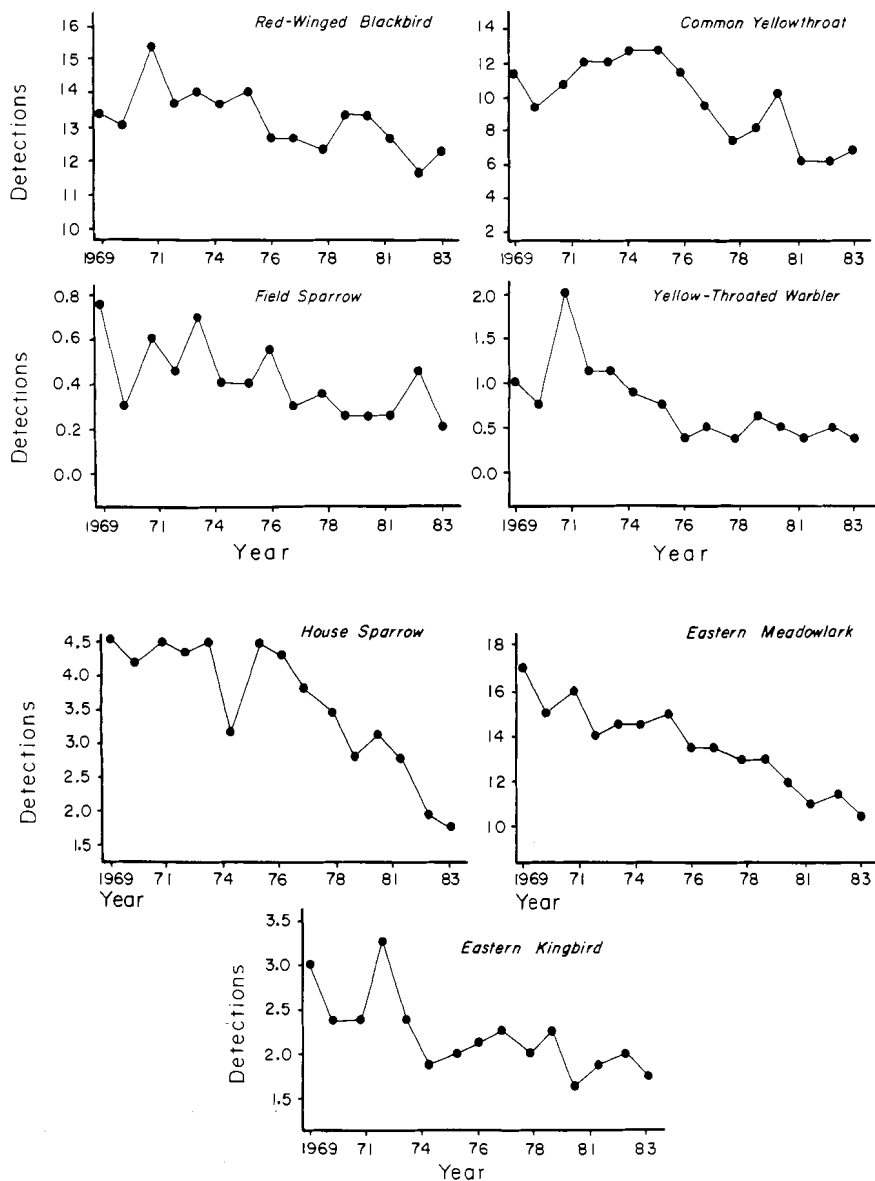 Red-Winged Blackbird
Detections
16
15
14
13
12
11
10
1969 71 74 76 78 81 83
Common Yellowthroat
14
12
10
8
6
4
2
1969 71 74 76 78 81 83
Field Sparrow
Detections
0.8
0.6
0.4
0.2
0.0
1969 71 74 76 78 81 83
Year
Yellow-Throated Warbler
2.0
1.5
1.0
0.5
0.0
1969 71 74 76 78 81 83
Year
House Sparrow
Detections
4.5
4.0
3.5
3.0
2.5
2.0
1.5
1969 71 74 76 78 81 83
Year
Eastern Meadowlark
18
16
14
12
10
1969 71 74 76 78 81 83
Year
Eastern Kingbird
Detections
3.5
3.0
2.5
2.0
1.5
1969 71 74 76 79 81 83
Year